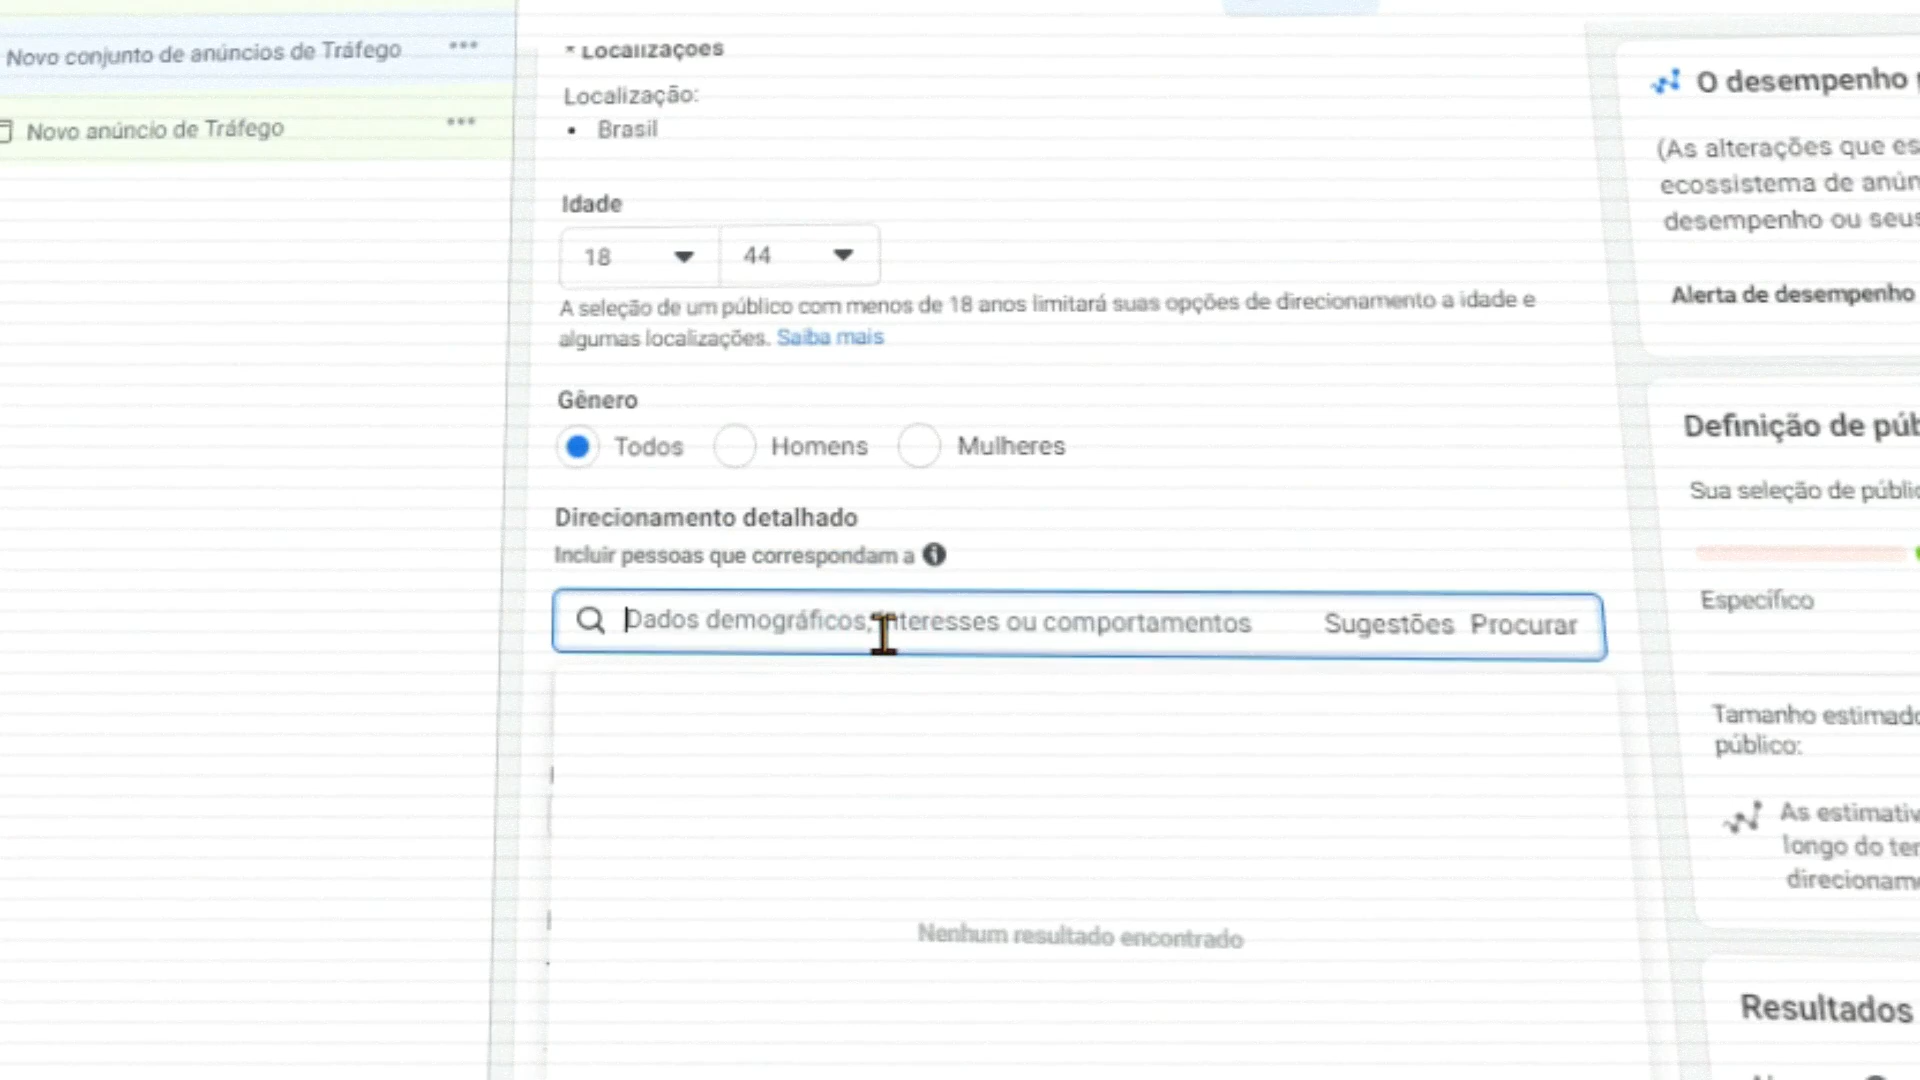 Novo conjunto de anúncios de Tráfego
Novo anúncio de Tráfego
* Localizações
Localização:
• Brasil
Idade
18
44
A seleção de um público com menos de 18 anos limitará suas opções de direcionamento a idade e
algumas localizações. Saiba mais
Gênero
Todos
Homens
Mulheres
Direcionamento detalhado
Incluir pessoas que correspondam a
Dados demográficos, interesses ou comportamentos
Sugestões
Procurar
Nenhum resultado encontrado
O desempenho
(As alterações que es
ecossistema de anún
desempenho ou seus
Alerta de desempenho
Definição de púb
Sua seleção de públic
Específico
Tamanho estimado
público:
As estimativ
longo do ter
direcioname
Resultados